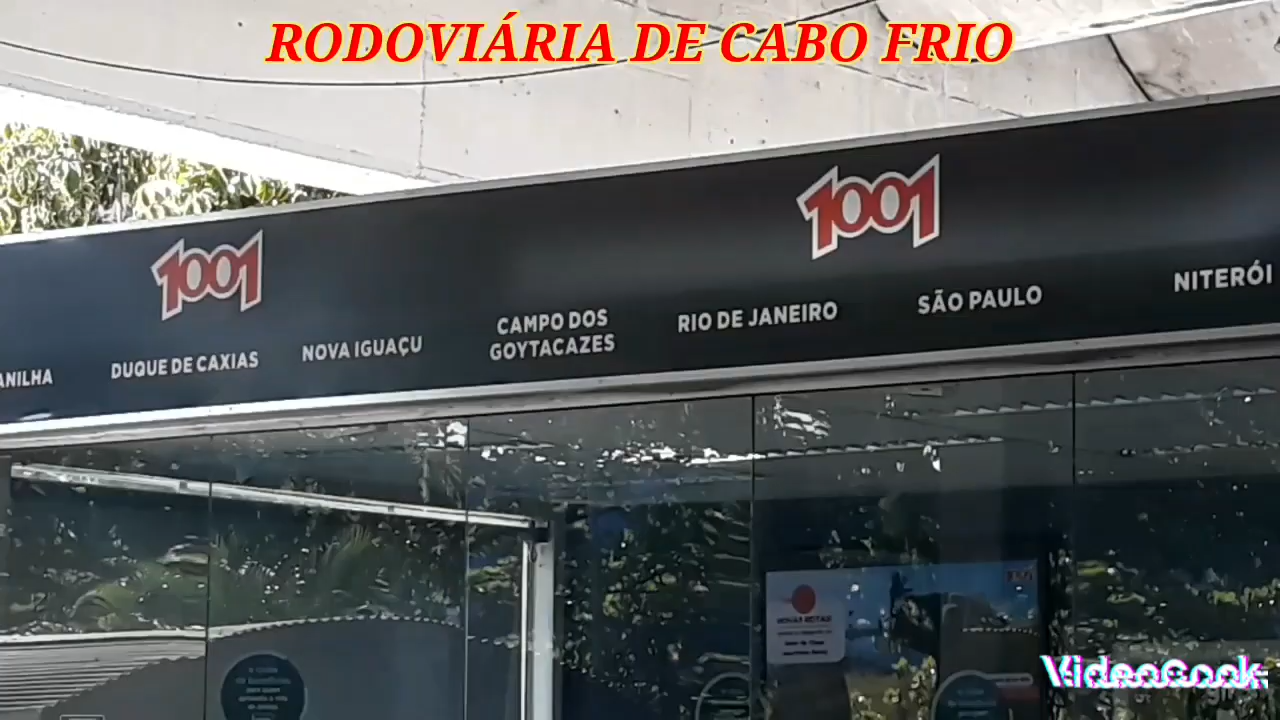 RODOVIÁRIA DE CABO FRIO
1001
1001
ANILHA
DUQUE DE CAXIAS
NOVA IGUAÇU
CAMPO DOS
GOYTACAZES
RIO DE JANEIRO
SÃO PAULO
NITERÓI
VideoCook